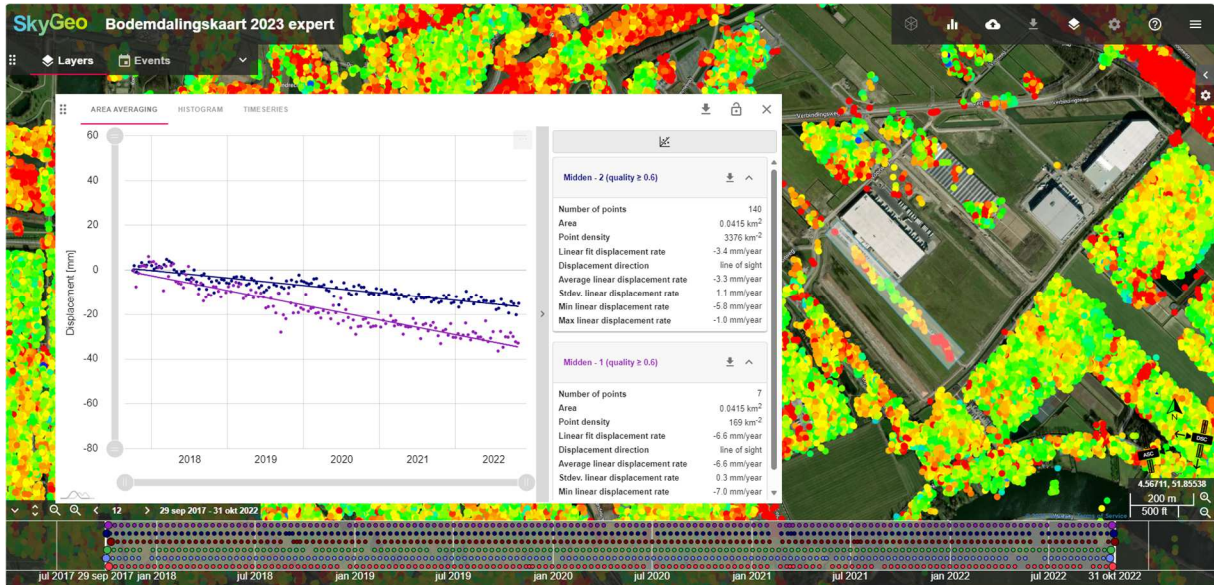 SkyGeo Bodemdalingskaart 2023 expert
Layers Events
AREA AVERAGING HISTOGRAM TIMESERIES
60
40
20
0
-20
-40
-60
-80
Displacement [mm]
2018 2019 2020 2021 2022
Midden - 2 (quality ≥ 0.6)
Number of points 140
Area 0.0415 km²
Point density 3376 km⁻²
Linear fit displacement rate -3.4 mm/year
Displacement direction line of sight
Average linear displacement rate -3.3 mm/year
Stdev. linear displacement rate 1.1 mm/year
Min linear displacement rate -5.8 mm/year
Max linear displacement rate -1.0 mm/year
Midden - 1 (quality ≥ 0.6)
Number of points 7
Area 0.0415 km²
Point density 169 km⁻²
Linear fit displacement rate -6.6 mm/year
Displacement direction line of sight
Average linear displacement rate -6.6 mm/year
Stdev. linear displacement rate 0.3 mm/year
Min linear displacement rate -7.0 mm/year
N
DSC
ASC
4.56711, 51.85538
200 m
500 ft
12 29 sep 2017 - 31 okt 2022
jul 2017 29 sep 2017 jan 2018 jul 2018 jan 2019 jul 2019 jan 2020 jul 2020 jan 2021 jul 2021 jan 2022 jul 2022 31 okt 2022